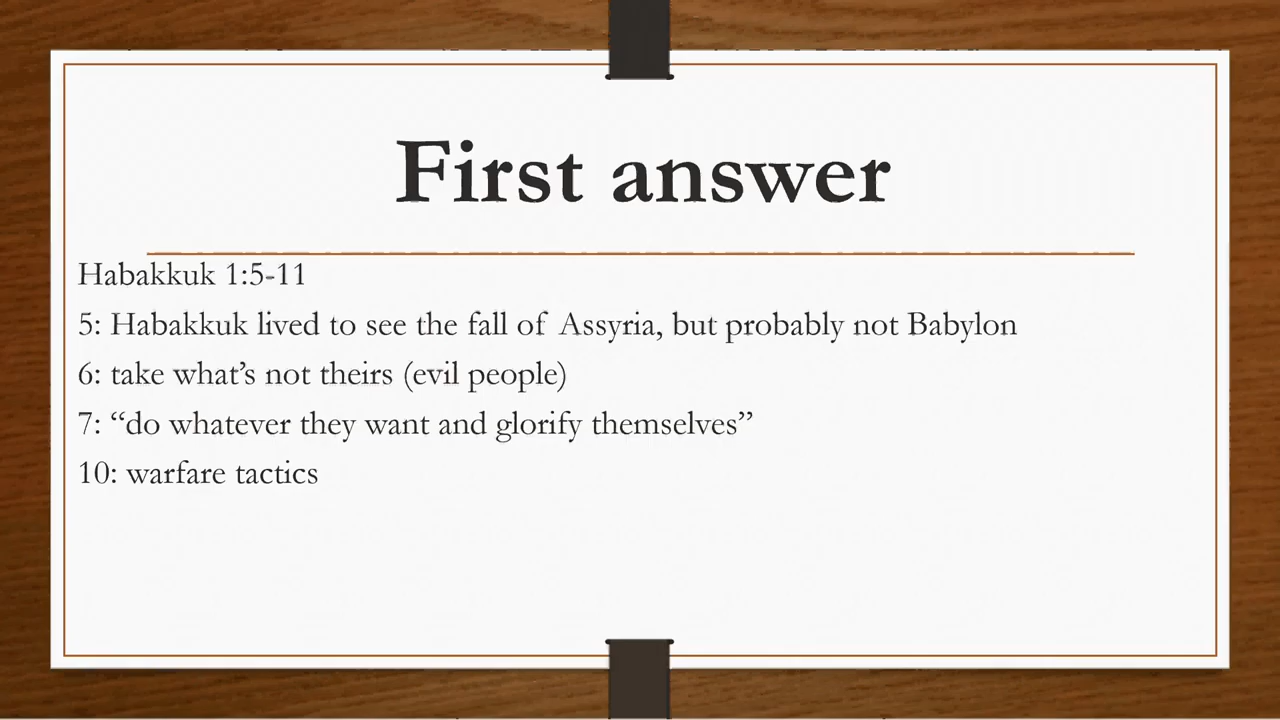 First answer
Habakkuk 1:5-11
5: Habakkuk lived to see the fall of Assyria, but probably not Babylon
6: take what’s not theirs (evil people)
7: “do whatever they want and glorify themselves”
10: warfare tactics